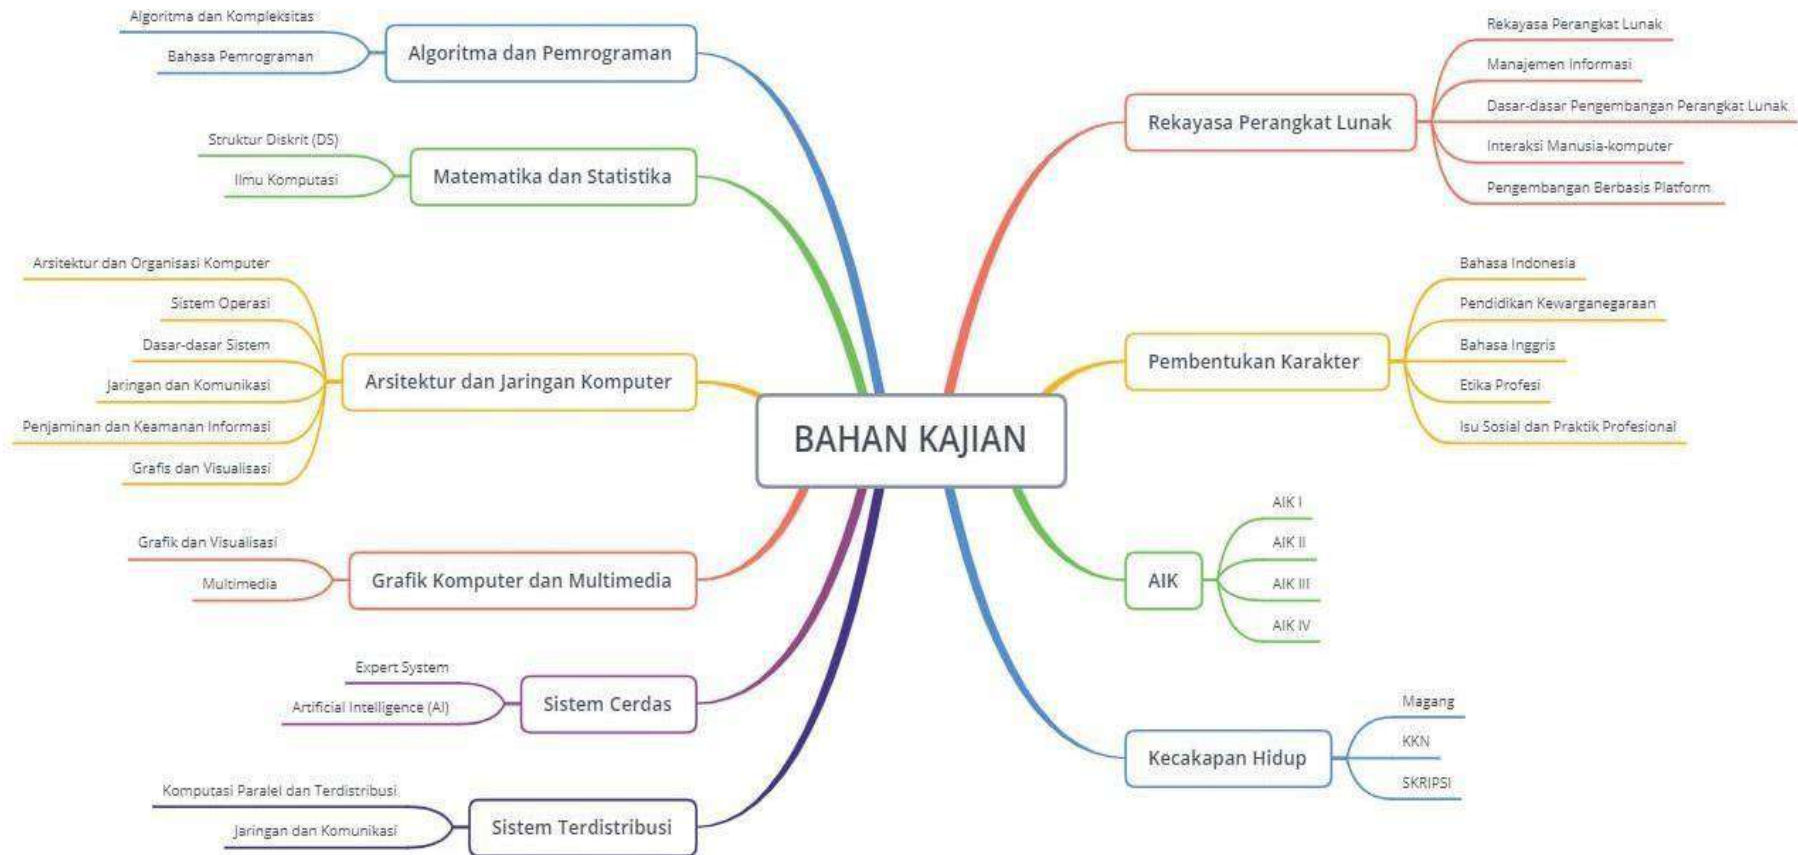 BAHAN KAJIAN
Algoritma dan Pemrograman
Algoritma dan Kompleksitas
Bahasa Pemrograman
Matematika dan Statistika
Struktur Diskrit (DS)
Ilmu Komputasi
Arsitektur dan Jaringan Komputer
Arsitektur dan Organisasi Komputer
Sistem Operasi
Dasar-dasar Sistem
Jaringan dan Komunikasi
Penjaminan dan Keamanan Informasi
Grafis dan Visualisasi
Grafik Komputer dan Multimedia
Grafik dan Visualisasi
Multimedia
Sistem Cerdas
Expert System
Artificial Intelligence (AI)
Sistem Terdistribusi
Komputasi Paralel dan Terdistribusi
Jaringan dan Komunikasi
Rekayasa Perangkat Lunak
Rekayasa Perangkat Lunak
Manajemen Informasi
Dasar-dasar Pengembangan Perangkat Lunak
Interaksi Manusia-komputer
Pengembangan Berbasis Platform
Pembentukan Karakter
Bahasa Indonesia
Pendidikan Kewarganegaraan
Bahasa Inggris
Etika Profesi
Isu Sosial dan Praktik Profesional
AIK
AIK I
AIK II
AIK III
AIK IV
Kecakapan Hidup
Magang
KKN
SKRIPSI